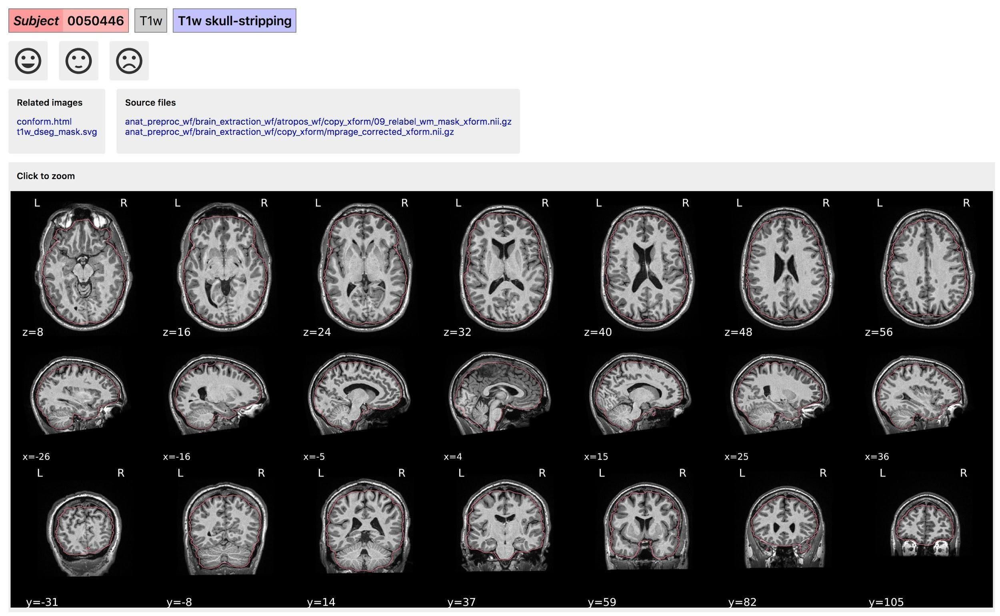 Subject 0050446 T1w T1w skull-stripping
Related images
conform.html
t1w_dseg_mask.svg
Source files
anat_preproc_wf/brain_extraction_wf/atropos_wf/copy_xform/09_relabel_wm_mask_xform.nii.gz
anat_preproc_wf/brain_extraction_wf/copy_xform/mprage_corrected_xform.nii.gz
Click to zoom
L R L R L R L R L R L R L R
z=8 z=16 z=24 z=32 z=40 z=48 z=56
x=-26 x=-16 x=-5 x=4 x=15 x=25 x=36
L R L R L R L R L R L R L R
y=-31 y=-8 y=14 y=37 y=59 y=82 y=105